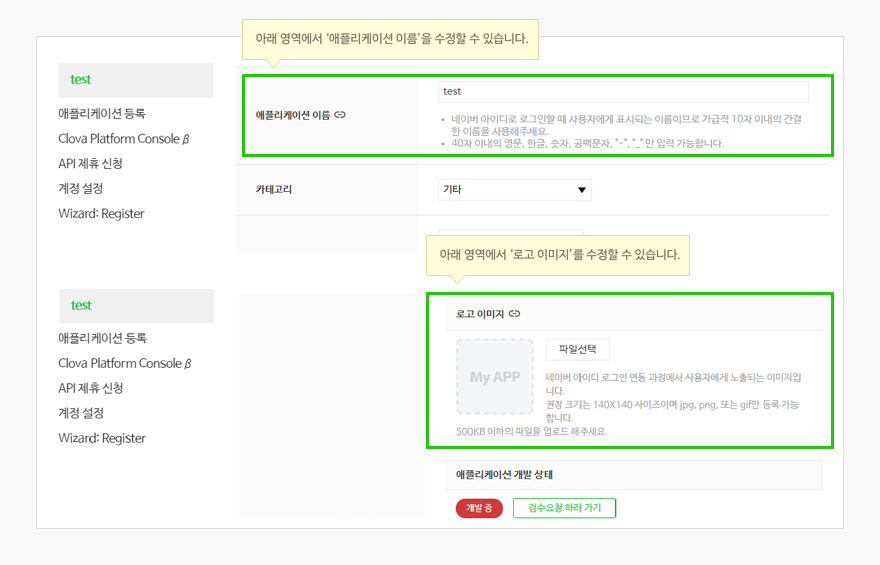 아래 영역에서 ‘애플리케이션 이름’을 수정할 수 있습니다.
test
애플리케이션 등록
Clova Platform Console β
API 제휴 신청
계정 설정
Wizard: Register
애플리케이션 이름
test
• 네이버 아이디로 로그인할 때 사용자에게 표시되는 이름이므로 가급적 10자 이내의 간결
한 이름을 사용해주세요.
• 40자 이내의 영문, 한글, 숫자, 공백문자, "-", "_" 만 입력 가능합니다.
카테고리
기타
아래 영역에서 ‘로고 이미지’를 수정할 수 있습니다.
test
애플리케이션 등록
Clova Platform Console β
API 제휴 신청
계정 설정
Wizard: Register
로고 이미지
My APP
파일선택
네이버 아이디 로그인 연동 과정에서 사용자에게 노출되는 이미지입
니다.
권장 크기는 140X140 사이즈이며 jpg, png, 또는 gif만 등록 가능
합니다.
500KB 이하의 파일을 업로드 해주세요.
애플리케이션 개발 상태
개발 중
검수요청 하러 가기